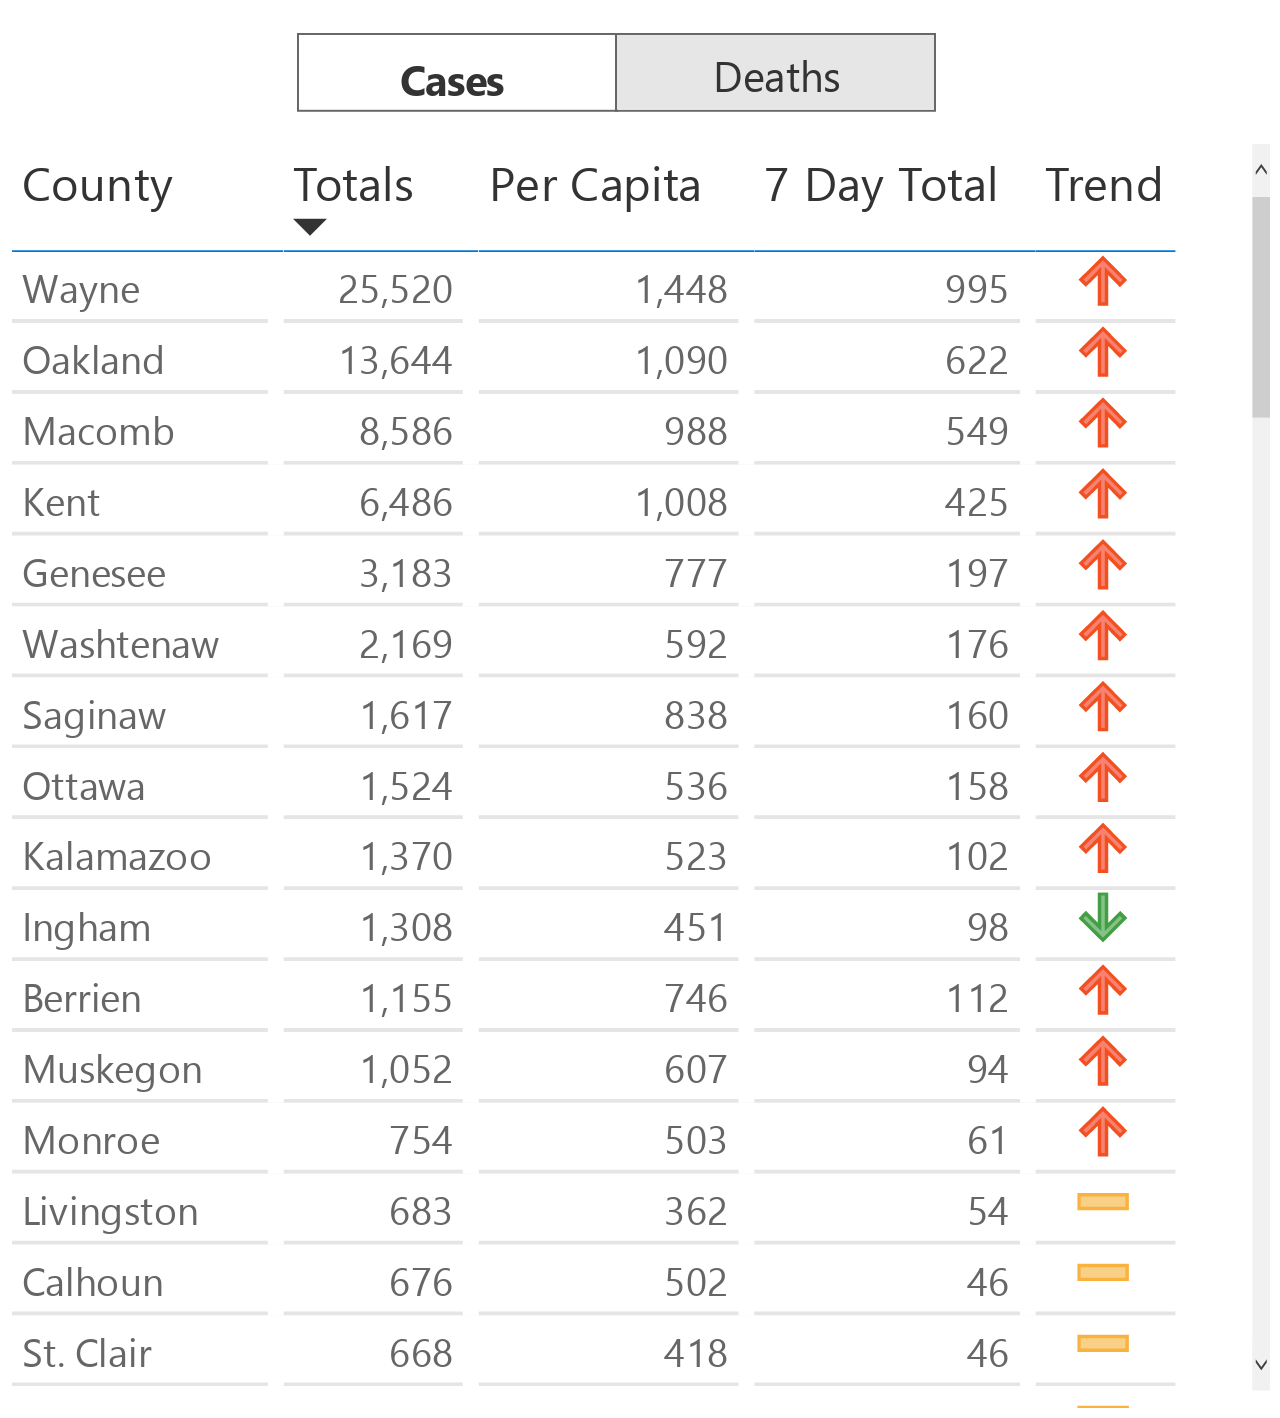 Cases Deaths
County Totals Per Capita 7 Day Total Trend
Wayne 25,520 1,448 995
Oakland 13,644 1,090 622
Macomb 8,586 988 549
Kent 6,486 1,008 425
Genesee 3,183 777 197
Washtenaw 2,169 592 176
Saginaw 1,617 838 160
Ottawa 1,524 536 158
Kalamazoo 1,370 523 102
Ingham 1,308 451 98
Berrien 1,155 746 112
Muskegon 1,052 607 94
Monroe 754 503 61
Livingston 683 362 54
Calhoun 676 502 46
St. Clair 668 418 46